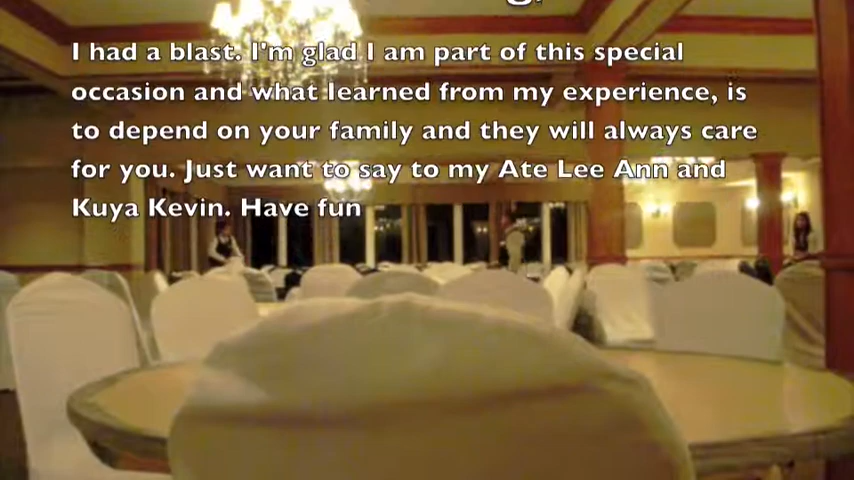 I had a blast. I'm glad I am part of this special
occasion and what Iearned from my experience, is
to depend on your family and they will always care
for you. Just want to say to my Ate Lee Ann and
Kuya Kevin. Have fun